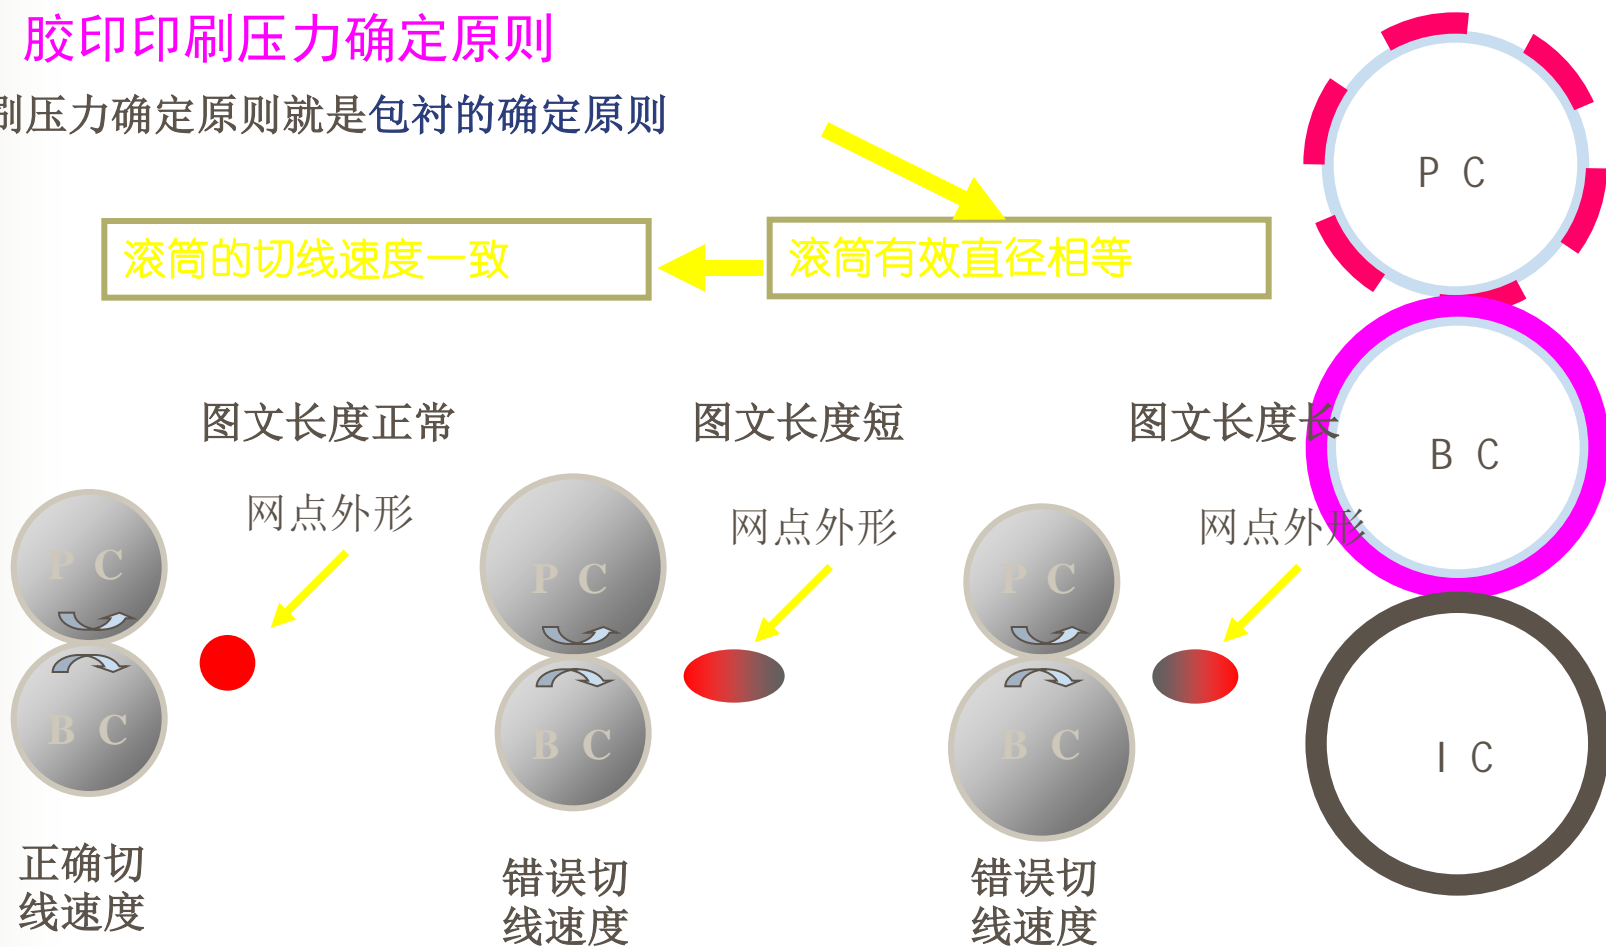 胶印印刷压力确定原则
刷压力确定原则就是包衬的确定原则
滚筒的切线速度一致
滚筒有效直径相等
P C
B C
I C
图文长度正常
图文长度短
图文长度长
网点外形
网点外形
网点外形
P C
B C
P C
B C
P C
B C
正确切
线速度
错误切
线速度
错误切
线速度